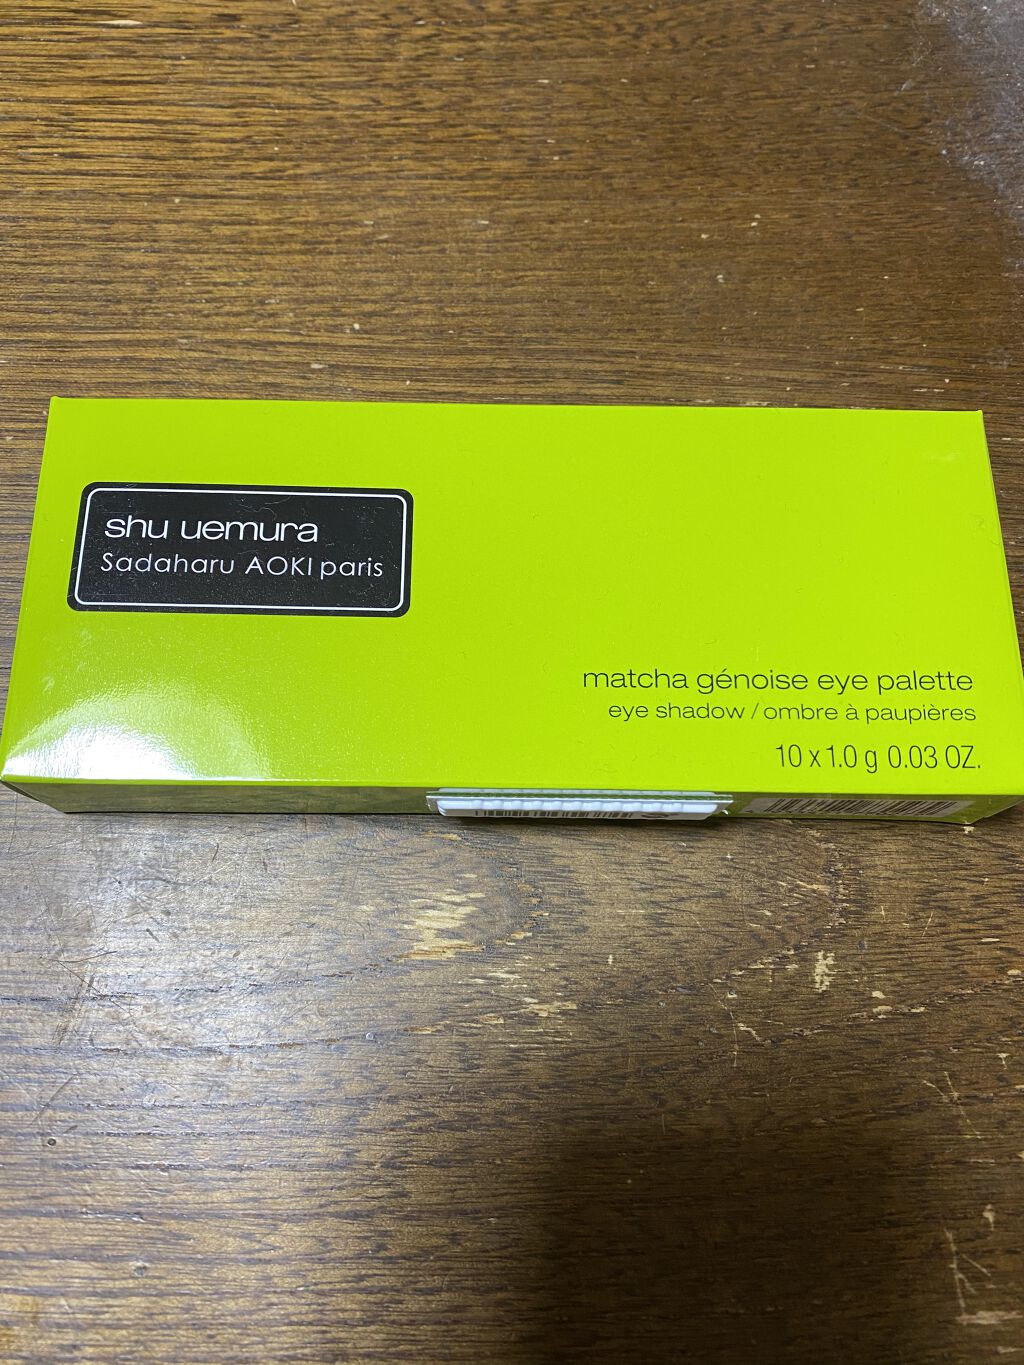 shu uemura
Sadaharu AOKI paris
matcha génoise eye palette
eye shadow / ombre à paupières
10 x 1.0 g 0.03 OZ.